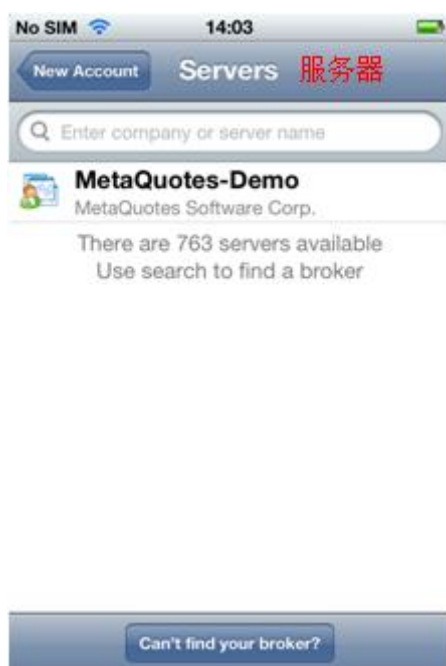 No SIM 14:03
New Account Servers 服务器
Enter company or server name
MetaQuotes-Demo
MetaQuotes Software Corp.
There are 763 servers available
Use search to find a broker
Can't find your broker?